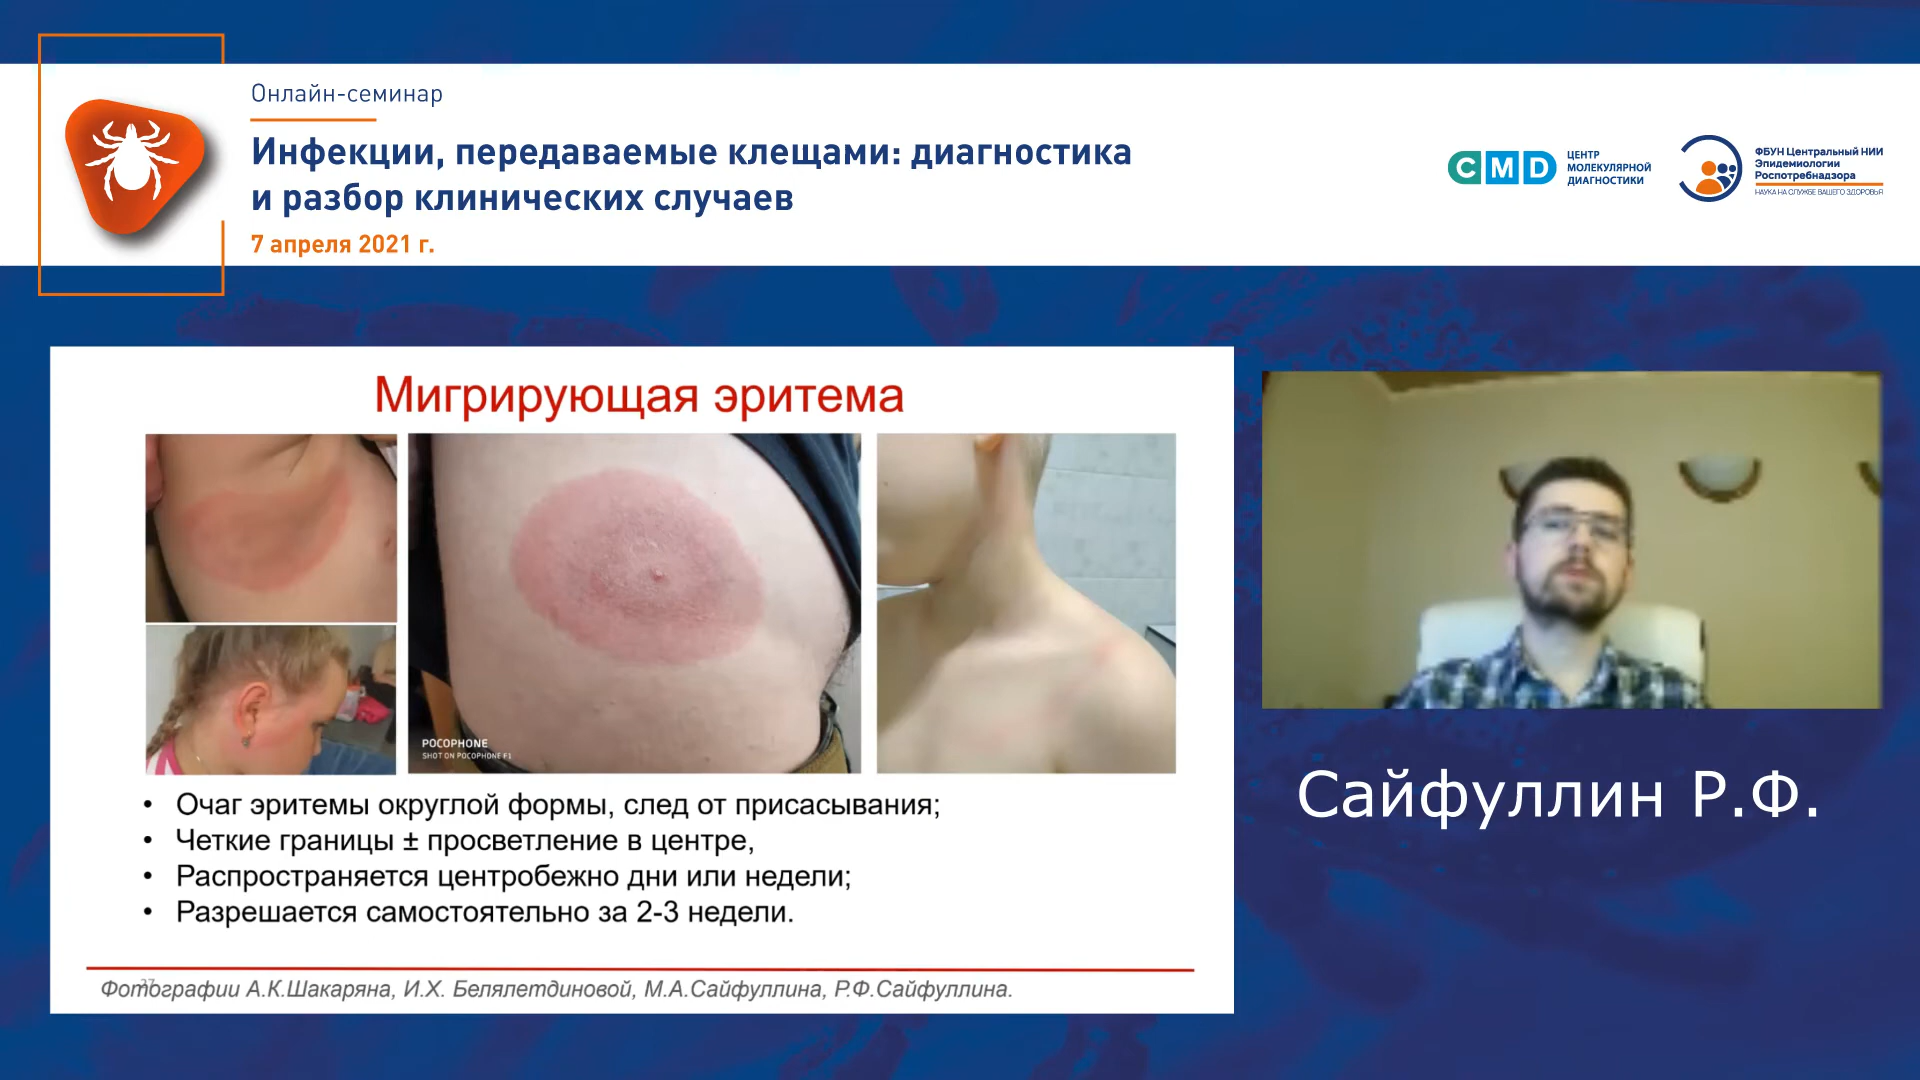 Онлайн-семинар
Инфекции, передаваемые клещами: диагностика
и разбор клинических случаев
7 апреля 2021 г.
CMD
ЦЕНТР
МОЛЕКУЛЯРНОЙ
ДИАГНОСТИКИ
ФБУН Центральный НИИ
Эпидемиологии
Роспотребнадзора
НАУКА НА СЛУЖБЕ ВАШЕГО ЗДОРОВЬЯ
Мигрирующая эритема
POCOPHONE
SHOT ON POCOPHONE F1
• Очаг эритемы округлой формы, след от присасывания;
• Четкие границы ± просветление в центре,
• Распространяется центробежно дни или недели;
• Разрешается самостоятельно за 2-3 недели.
27
Фотографии А.К.Шакаряна, И.Х. Белялетдиновой, М.А.Сайфуллина, Р.Ф.Сайфуллина.
Сайфуллин Р.Ф.